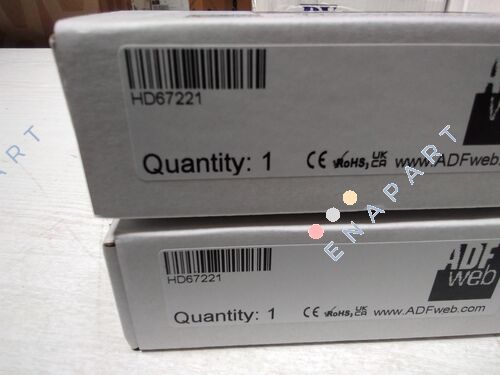 HD67221
Quantity: 1 CE RoHS, UK CA www.ADFweb.
ENAPART
HD67221
ADF
web
Quantity: 1 CE RoHS, UK CA www.ADFweb.com